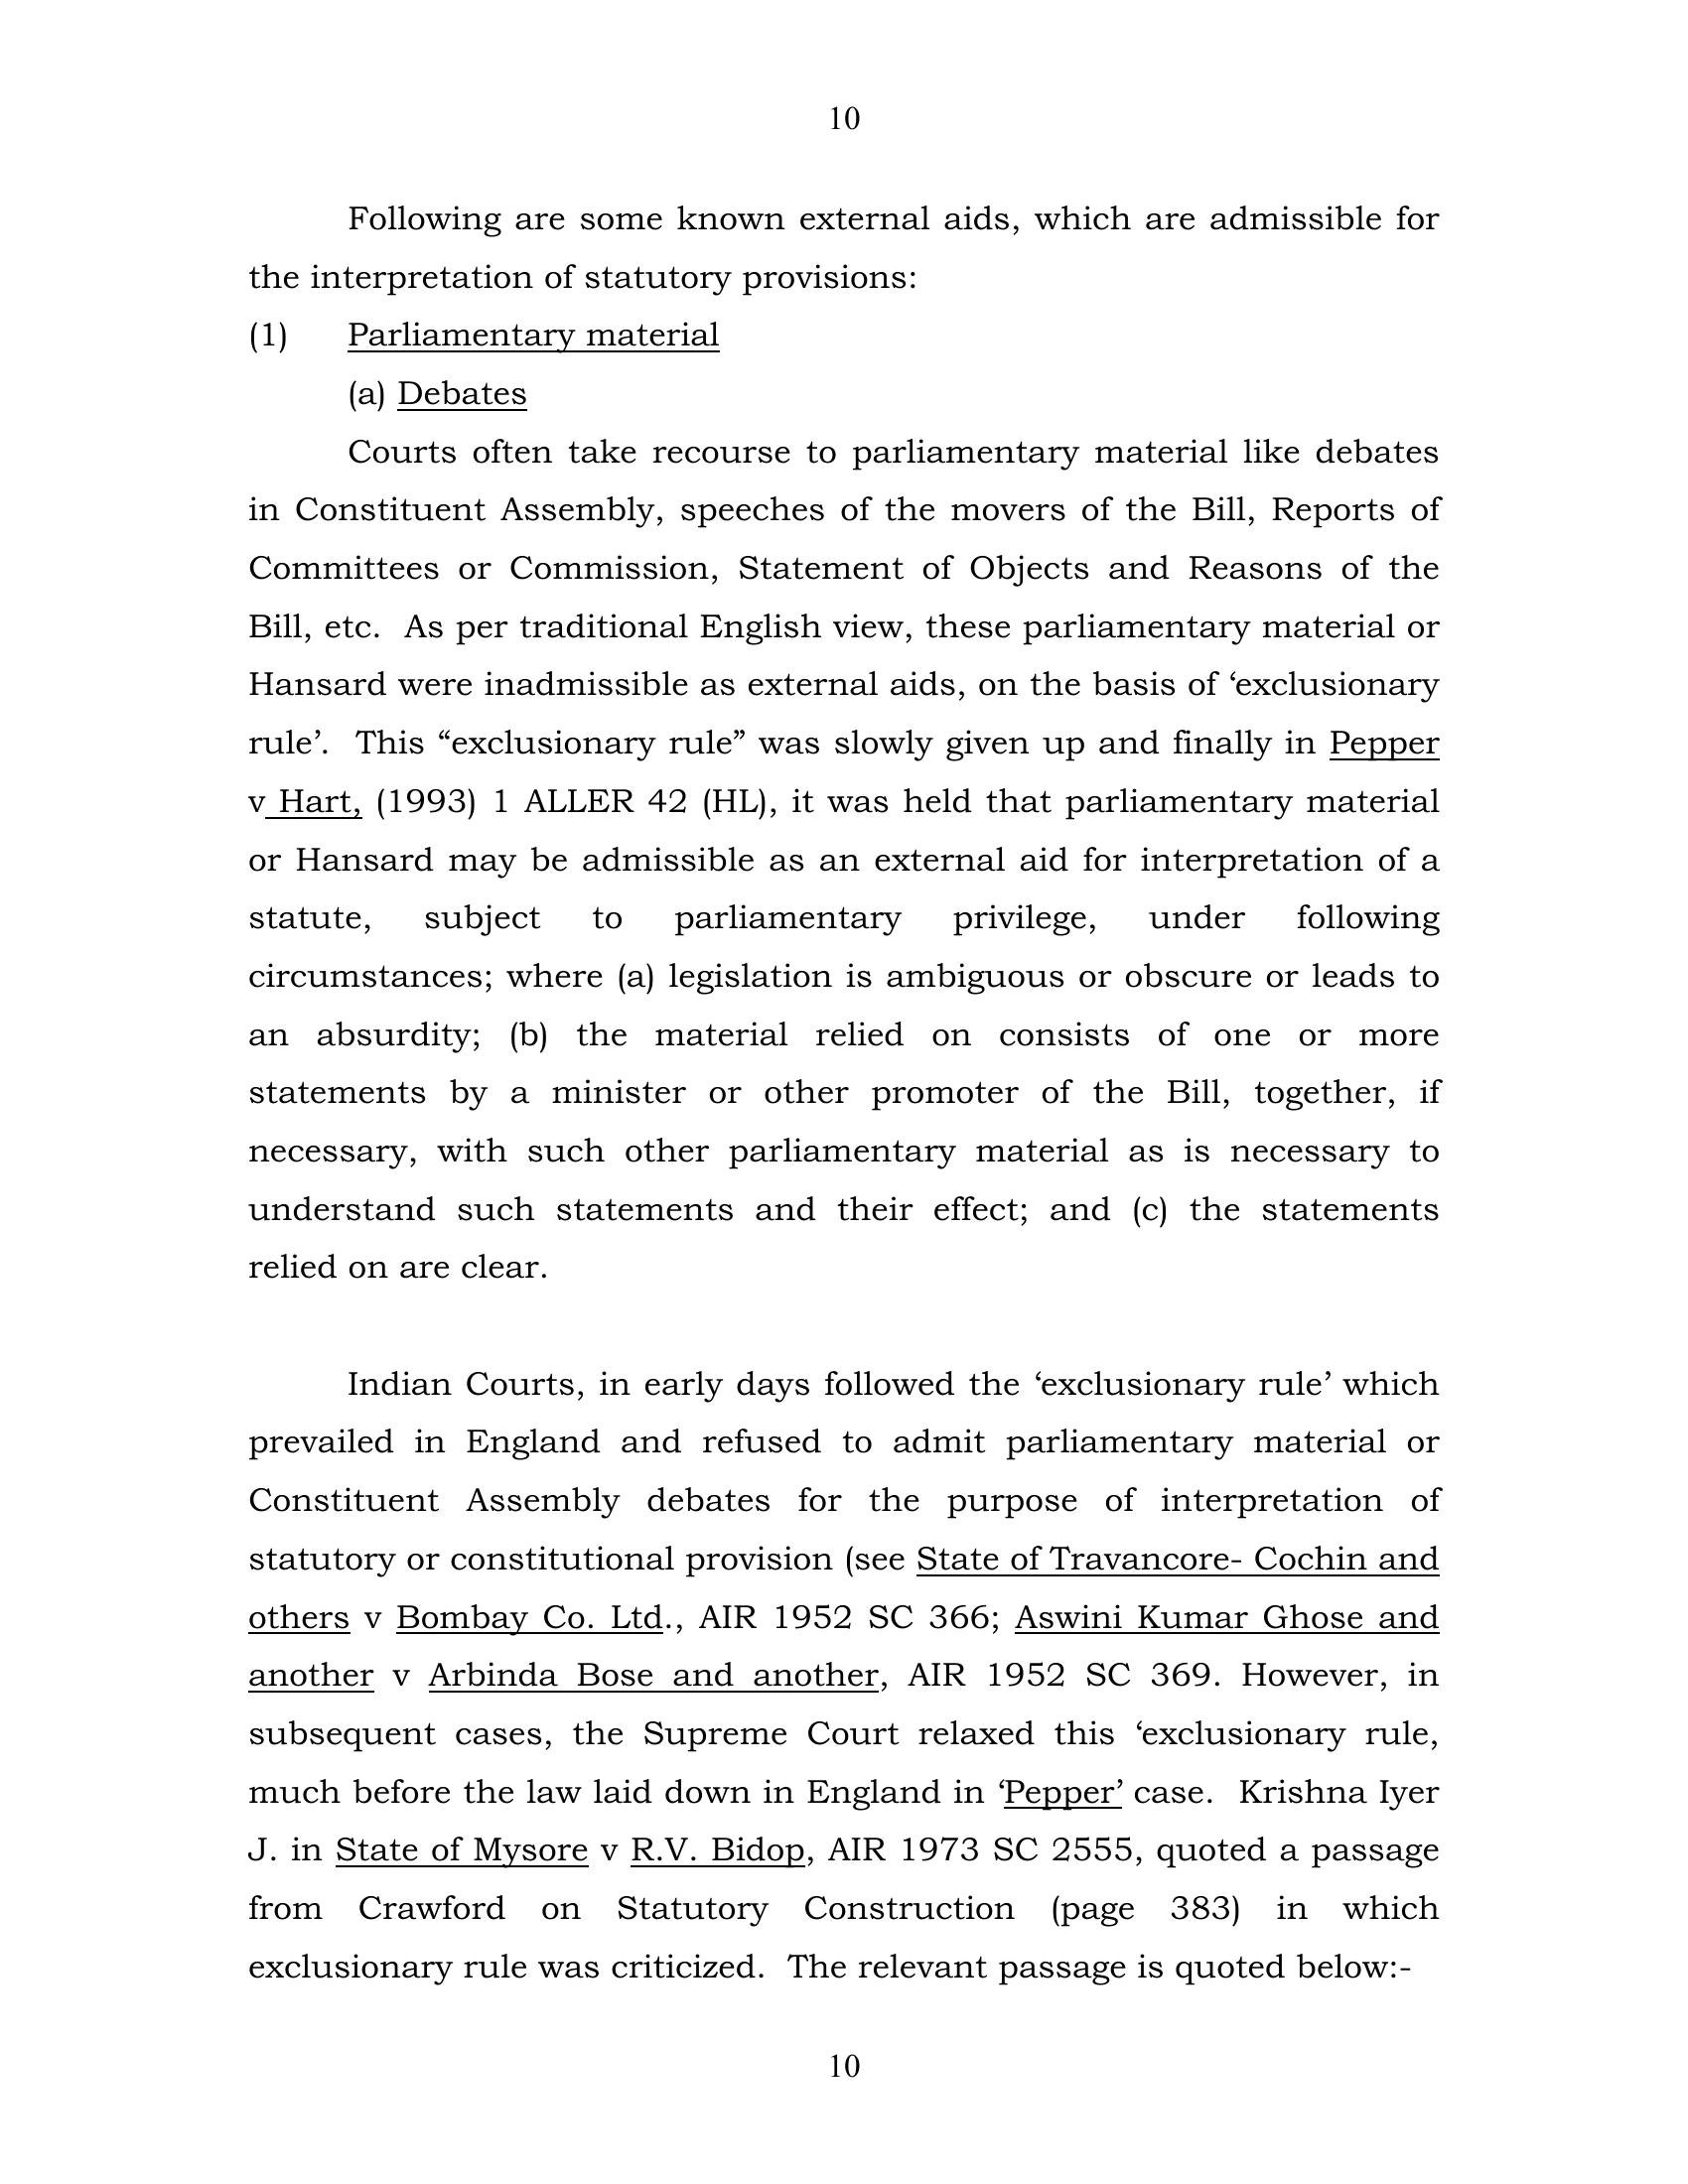 10
Following are some known external aids, which are admissible for
the interpretation of statutory provisions:
(1) Parliamentary material
(a) Debates
Courts often take recourse to parliamentary material like debates
in Constituent Assembly, speeches of the movers of the Bill, Reports of
Committees or Commission, Statement of Objects and Reasons of the
Bill, etc. As per traditional English view, these parliamentary material or
Hansard were inadmissible as external aids, on the basis of ‘exclusionary
rule’. This “exclusionary rule” was slowly given up and finally in Pepper
v Hart, (1993) 1 ALLER 42 (HL), it was held that parliamentary material
or Hansard may be admissible as an external aid for interpretation of a
statute, subject to parliamentary privilege, under following
circumstances; where (a) legislation is ambiguous or obscure or leads to
an absurdity; (b) the material relied on consists of one or more
statements by a minister or other promoter of the Bill, together, if
necessary, with such other parliamentary material as is necessary to
understand such statements and their effect; and (c) the statements
relied on are clear.
Indian Courts, in early days followed the ‘exclusionary rule’ which
prevailed in England and refused to admit parliamentary material or
Constituent Assembly debates for the purpose of interpretation of
statutory or constitutional provision (see State of Travancore- Cochin and
others v Bombay Co. Ltd., AIR 1952 SC 366; Aswini Kumar Ghose and
another v Arbinda Bose and another, AIR 1952 SC 369. However, in
subsequent cases, the Supreme Court relaxed this ‘exclusionary rule,
much before the law laid down in England in ‘Pepper’ case. Krishna Iyer
J. in State of Mysore v R.V. Bidop, AIR 1973 SC 2555, quoted a passage
from Crawford on Statutory Construction (page 383) in which
exclusionary rule was criticized. The relevant passage is quoted below:-
10